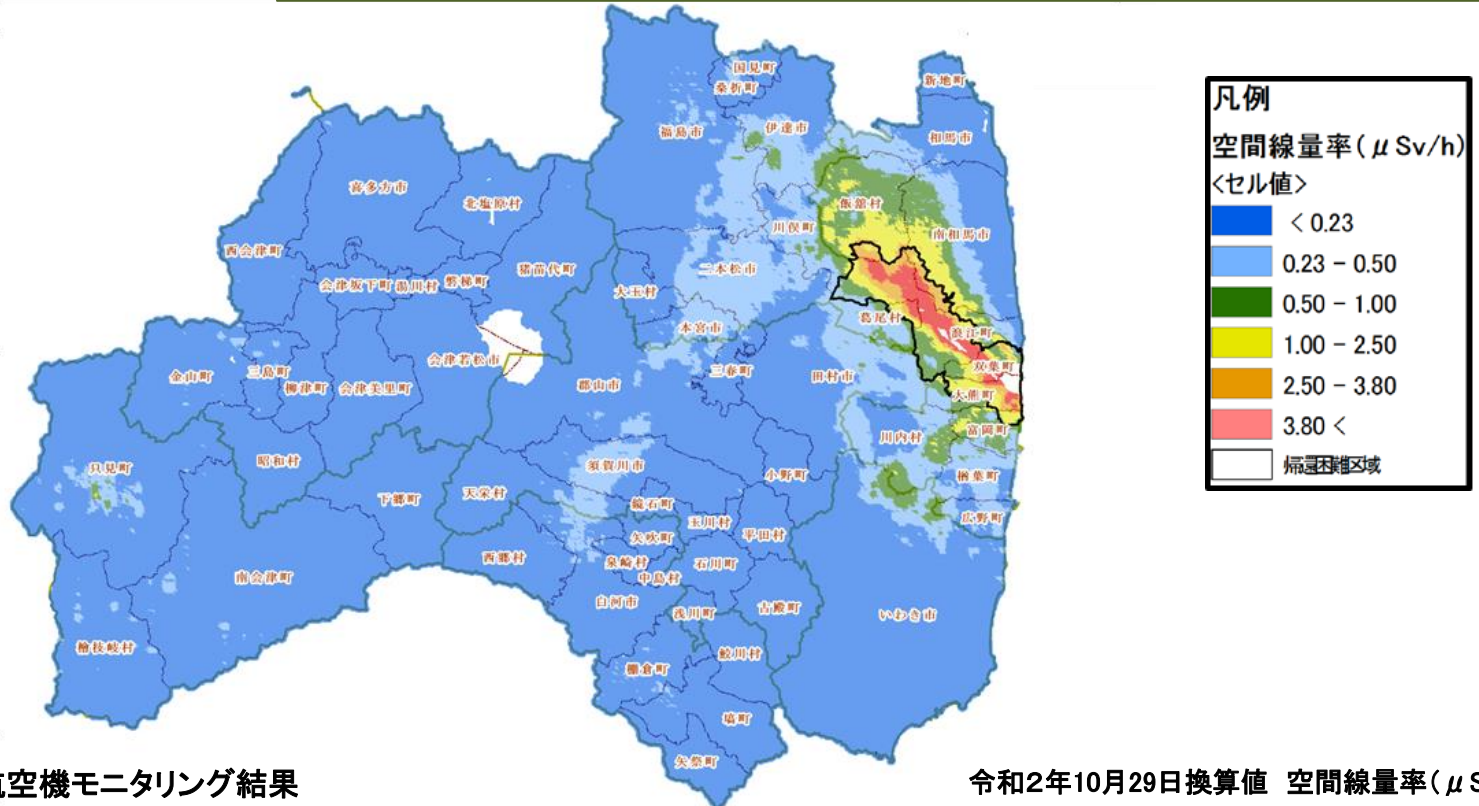 国見町
桑折町
新地町
福島市
伊達市
相馬市
喜多方市
北塩原村
飯舘村
川俣町
南相馬市
西会津町
猪苗代町
二本松市
会津坂下町
湯川村
磐梯町
大玉村
葛尾村
本宮市
浪江町
会津若松市
金山町
三島町
柳津町
会津美里町
三春町
田村市
双葉町
郡山市
大熊町
富岡町
川内村
只見町
昭和村
須賀川市
小野町
楢葉町
下郷町
天栄村
鏡石町
広野町
玉川村
矢吹町
平田村
西郷村
泉崎村
石川町
中島村
南会津町
白河市
浅川町
古殿町
いわき市
檜枝岐村
鮫川村
棚倉町
塙町
矢祭町
凡例
空間線量率(μSv/h)
<セル値>
< 0.23
0.23 - 0.50
0.50 - 1.00
1.00 - 2.50
2.50 - 3.80
3.80 <
帰還困難区域
空機モニタリング結果
令和2年10月29日換算値 空間線量率(μS